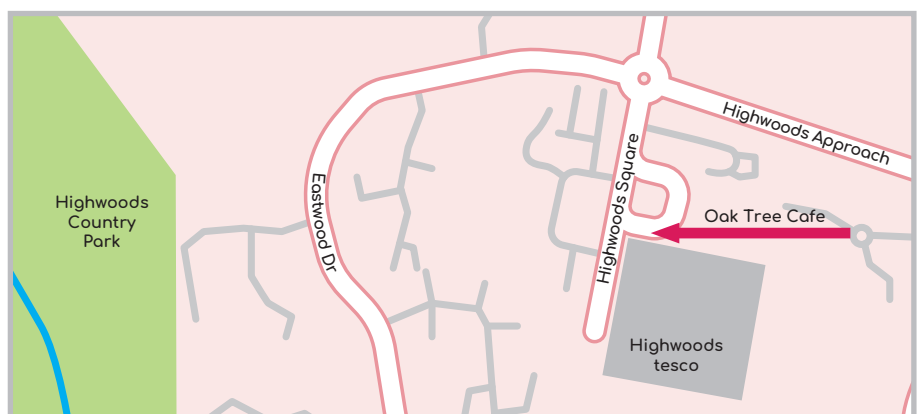 Highwoods Approach
Highwoods Square
Eastwood Dr
Highwoods
Country
Park
Oak Tree Cafe
Highwoods
tesco